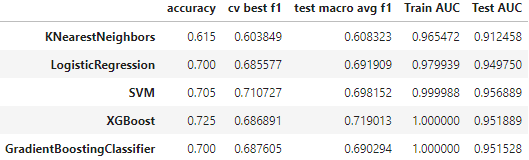 accuracy cv best f1 test macro avg f1 Train AUC Test AUC
KNearestNeighbors 0.615 0.603849 0.608323 0.965472 0.912458
LogisticRegression 0.700 0.685577 0.691909 0.979939 0.949750
SVM 0.705 0.710727 0.698152 0.999988 0.956889
XGBoost 0.725 0.686891 0.719013 1.000000 0.951889
GradientBoostingClassifier 0.700 0.687605 0.690294 1.000000 0.951528